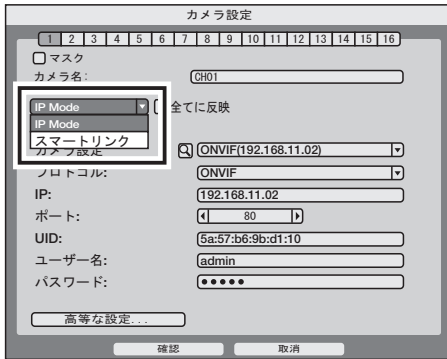 カメラ設定
1 2 3 4 5 6 7 8 9 10 11 12 13 14 15 16
マスク
カメラ名: CH01
IP Mode 全てに反映
IP Mode
スマートリンク
カメラ設定 ONVIF(192.168.11.02)
プロトコル: ONVIF
IP: 192.168.11.02
ポート: 80
UID: 5a:57:b6:9b:d1:10
ユーザー名: admin
パスワード: •••••
高等な設定...
確認 取消